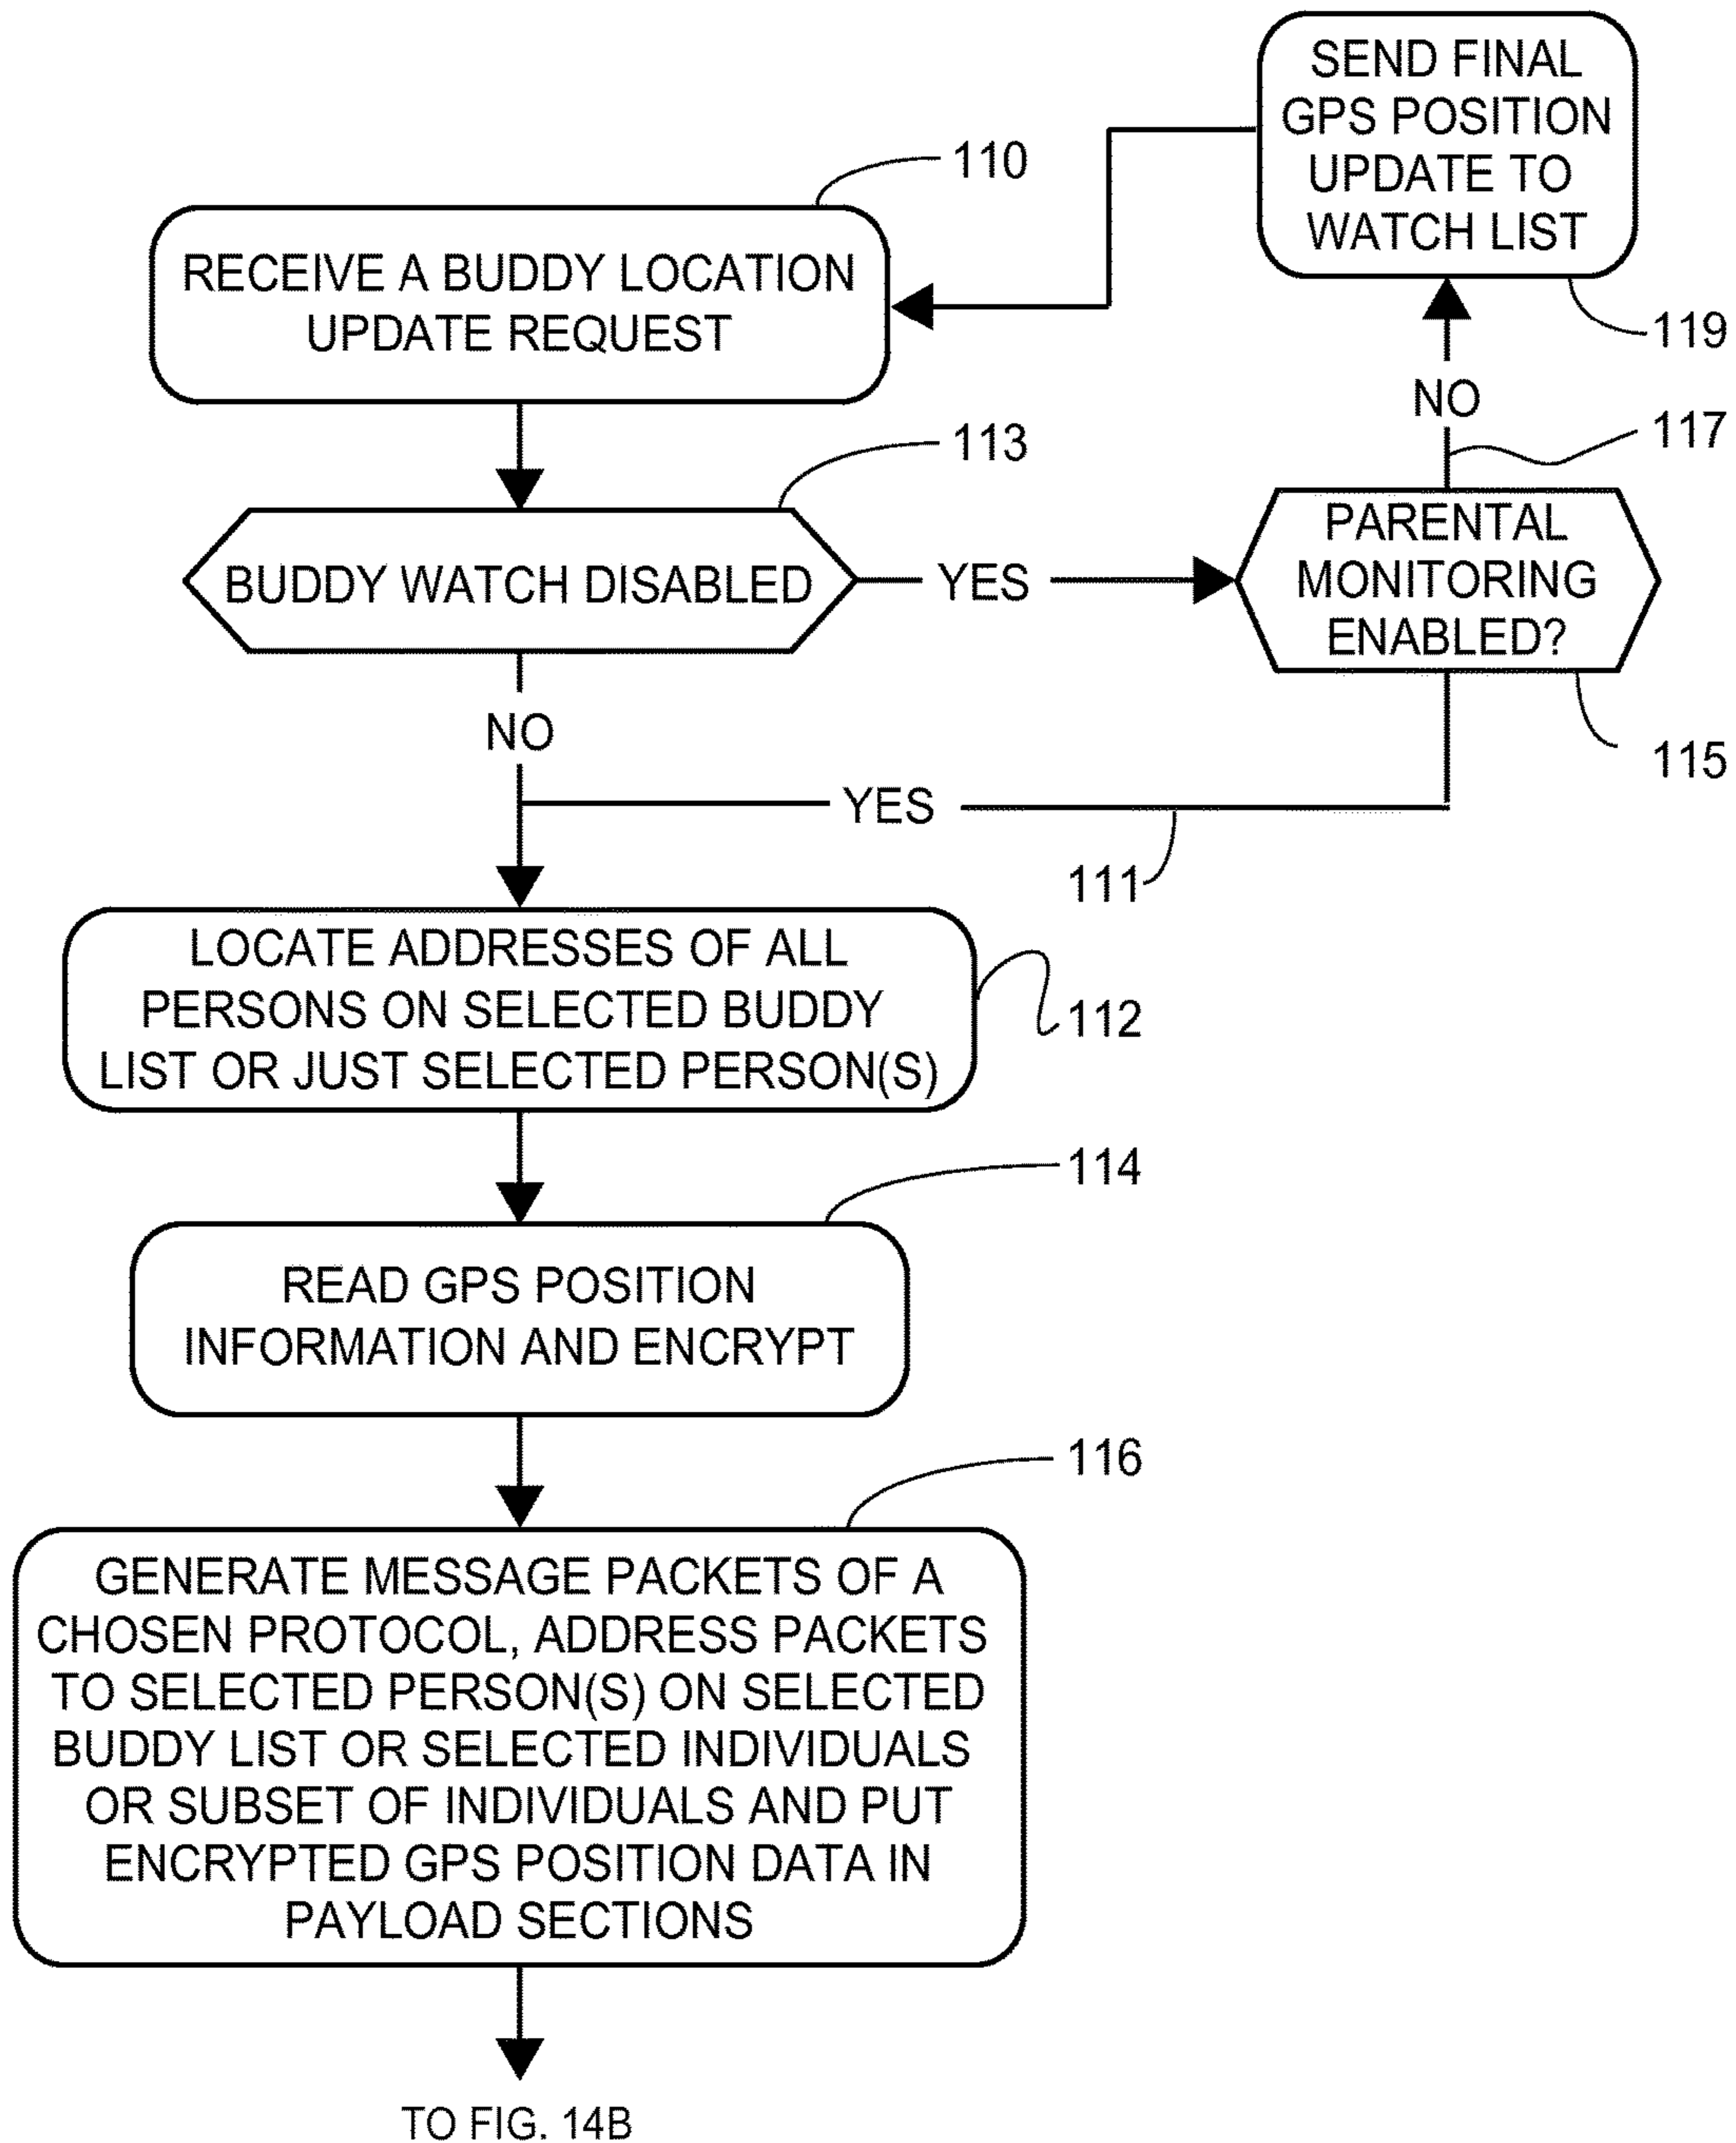 SEND FINAL
GPS POSITION
UPDATE TO
WATCH LIST
119
110
RECEIVE A BUDDY LOCATION
UPDATE REQUEST
NO
117
113
BUDDY WATCH DISABLED
YES
PARENTAL
MONITORING
ENABLED?
115
NO
YES
111
LOCATE ADDRESSES OF ALL
PERSONS ON SELECTED BUDDY
LIST OR JUST SELECTED PERSON(S)
112
114
READ GPS POSITION
INFORMATION AND ENCRYPT
116
GENERATE MESSAGE PACKETS OF A
CHOSEN PROTOCOL, ADDRESS PACKETS
TO SELECTED PERSON(S) ON SELECTED
BUDDY LIST OR SELECTED INDIVIDUALS
OR SUBSET OF INDIVIDUALS AND PUT
ENCRYPTED GPS POSITION DATA IN
PAYLOAD SECTIONS
TO FIG. 14B